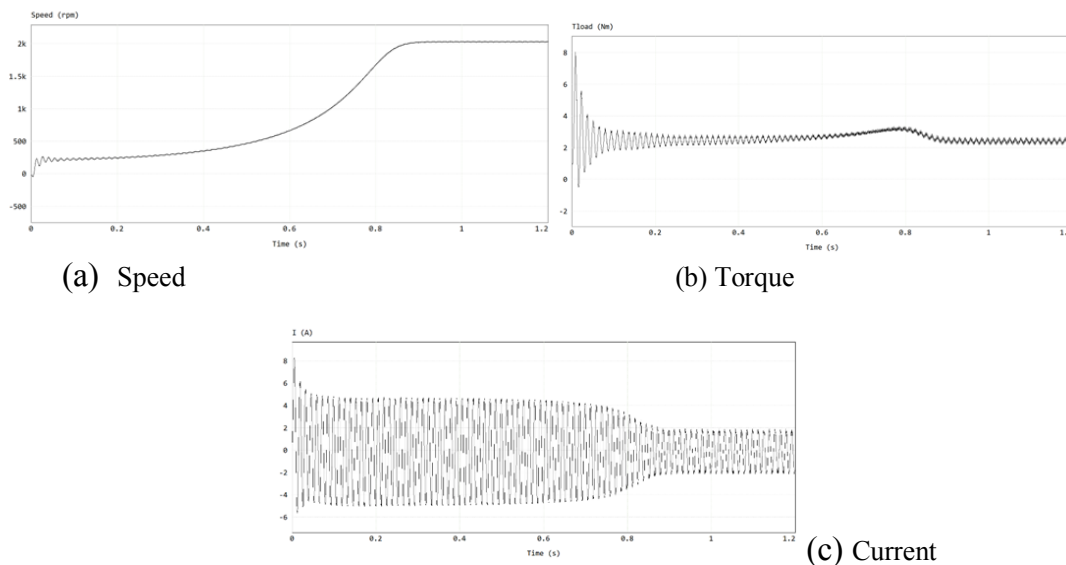 Speed (rpm)
2k
1.5k
1k
500
0
-500
0 0.2 0.4 0.6 0.8 1 1.2
Time (s)
(a) Speed
Tload (Nm)
8
6
4
2
0
-2
0 0.2 0.4 0.6 0.8 1 1.2
Time (s)
(b) Torque
I (A)
8
6
4
2
0
-2
-4
-6
0 0.2 0.4 0.6 0.8 1 1.2
Time (s)
(c) Current